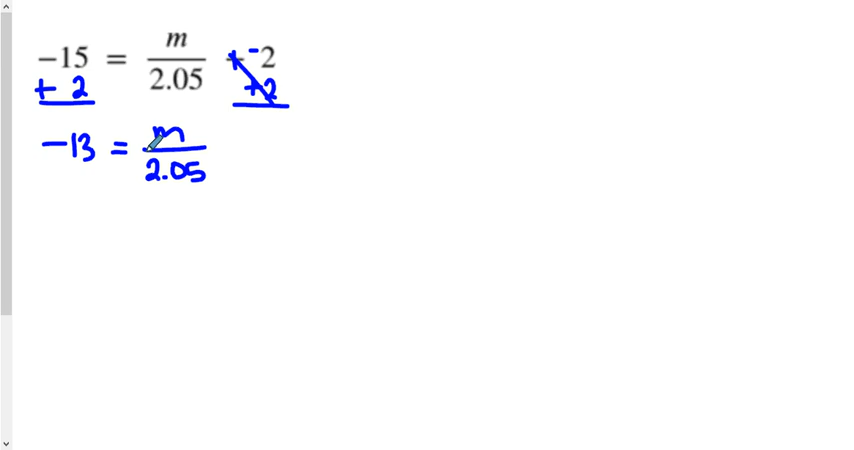 −15 = m/2.05 − -2
+ 2 +2
−13 = m/2.05